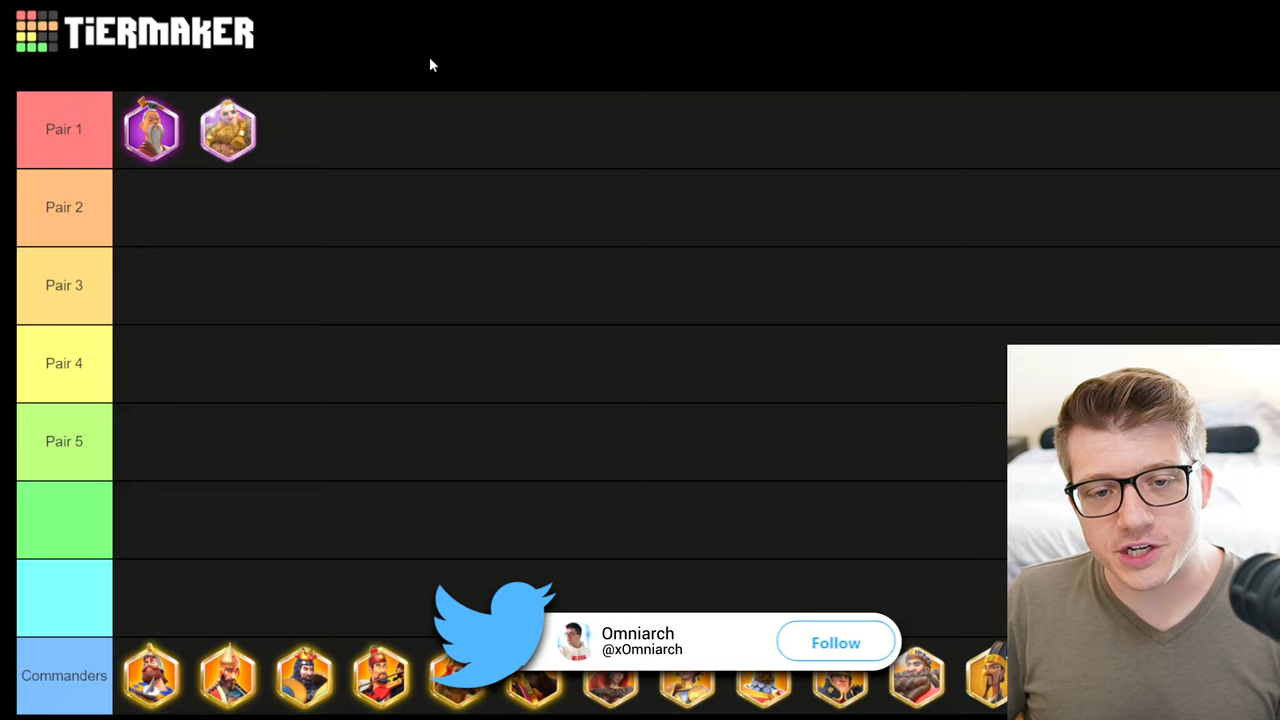 TiERMAKER
Pair 1
Pair 2
Pair 3
Pair 4
Pair 5
Omniarch
@xOmniarch
Follow
Commanders